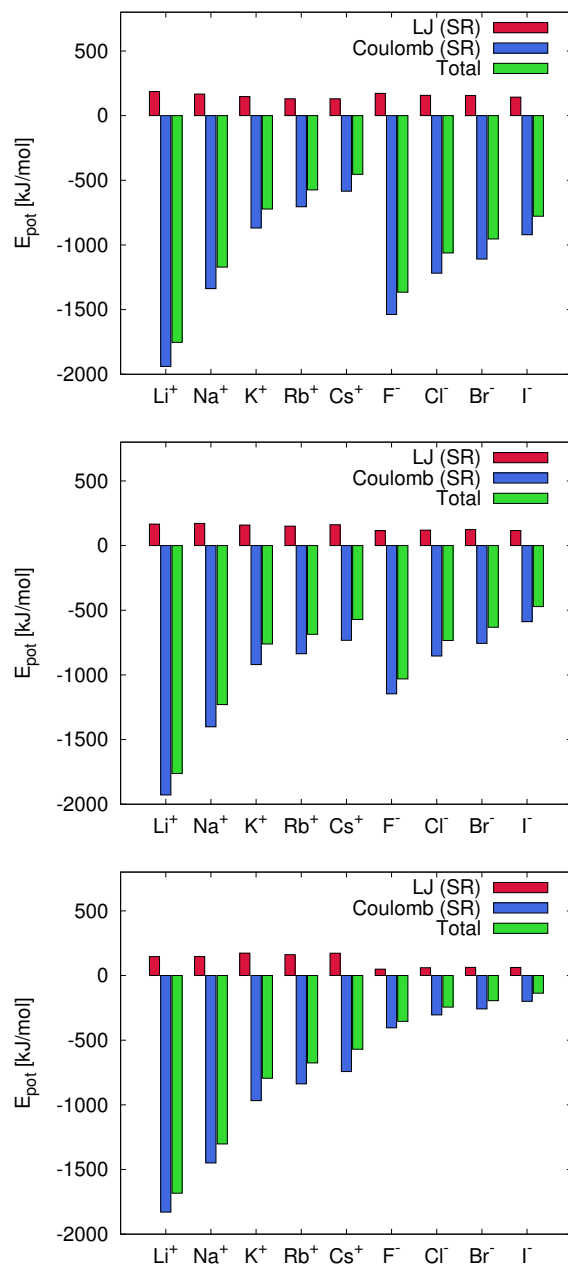 LJ (SR)
Coulomb (SR)
Total
500
0
-500
-1000
-1500
-2000
E_pot [kJ/mol]
Li⁺ Na⁺ K⁺ Rb⁺ Cs⁺ F⁻ Cl⁻ Br⁻ I⁻
LJ (SR)
Coulomb (SR)
Total
500
0
-500
-1000
-1500
-2000
E_pot [kJ/mol]
Li⁺ Na⁺ K⁺ Rb⁺ Cs⁺ F⁻ Cl⁻ Br⁻ I⁻
LJ (SR)
Coulomb (SR)
Total
500
0
-500
-1000
-1500
-2000
E_pot [kJ/mol]
Li⁺ Na⁺ K⁺ Rb⁺ Cs⁺ F⁻ Cl⁻ Br⁻ I⁻